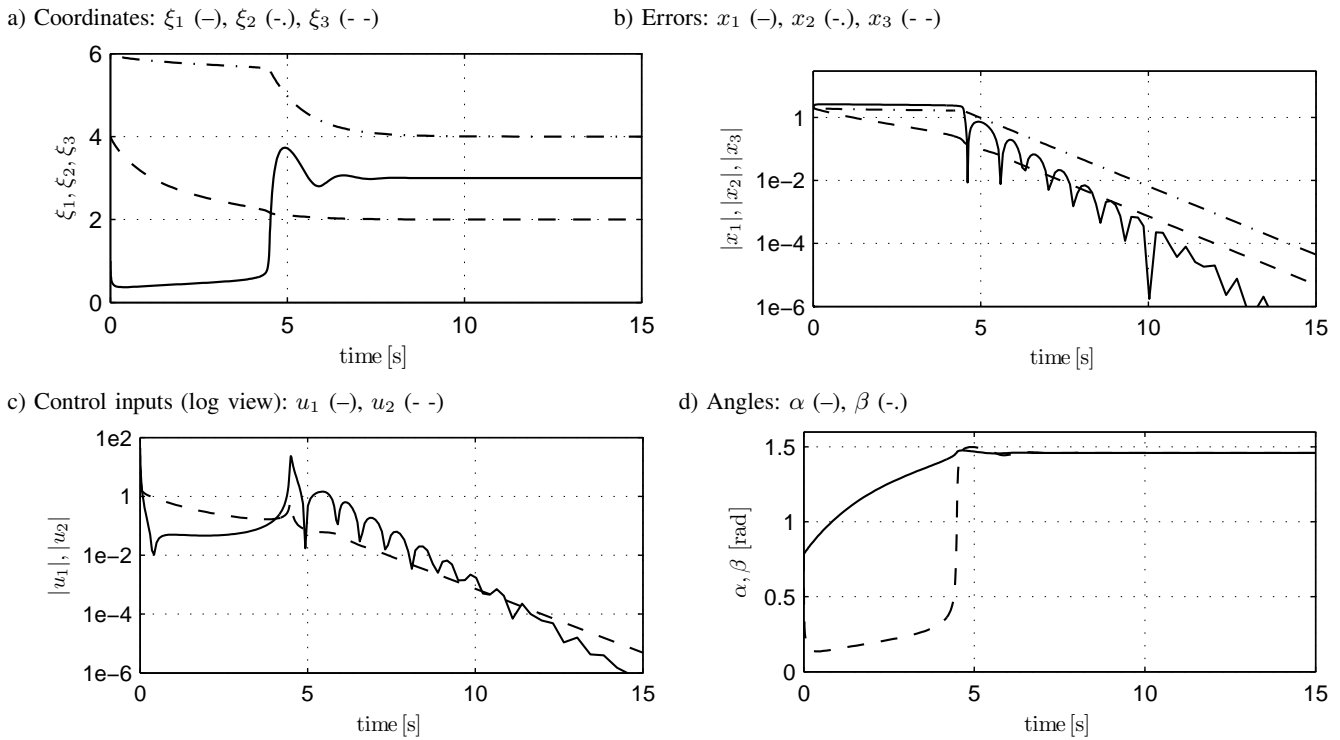 a) Coordinates: ξ1 (–), ξ2 (-.), ξ3 (- -)
b) Errors: x1 (–), x2 (-.), x3 (- -)
6
4
2
0
ξ1, ξ2, ξ3
0 5 10 15
time [s]
1
1e−2
1e−4
1e−6
|x1|, |x2|, |x3|
0 5 10 15
time [s]
c) Control inputs (log view): u1 (–), u2 (- -)
d) Angles: α (–), β (-.)
1e2
1
1e−2
1e−4
1e−6
|u1|, |u2|
0 5 10 15
time [s]
1.5
1
0.5
0
α, β [rad]
0 5 10 15
time [s]